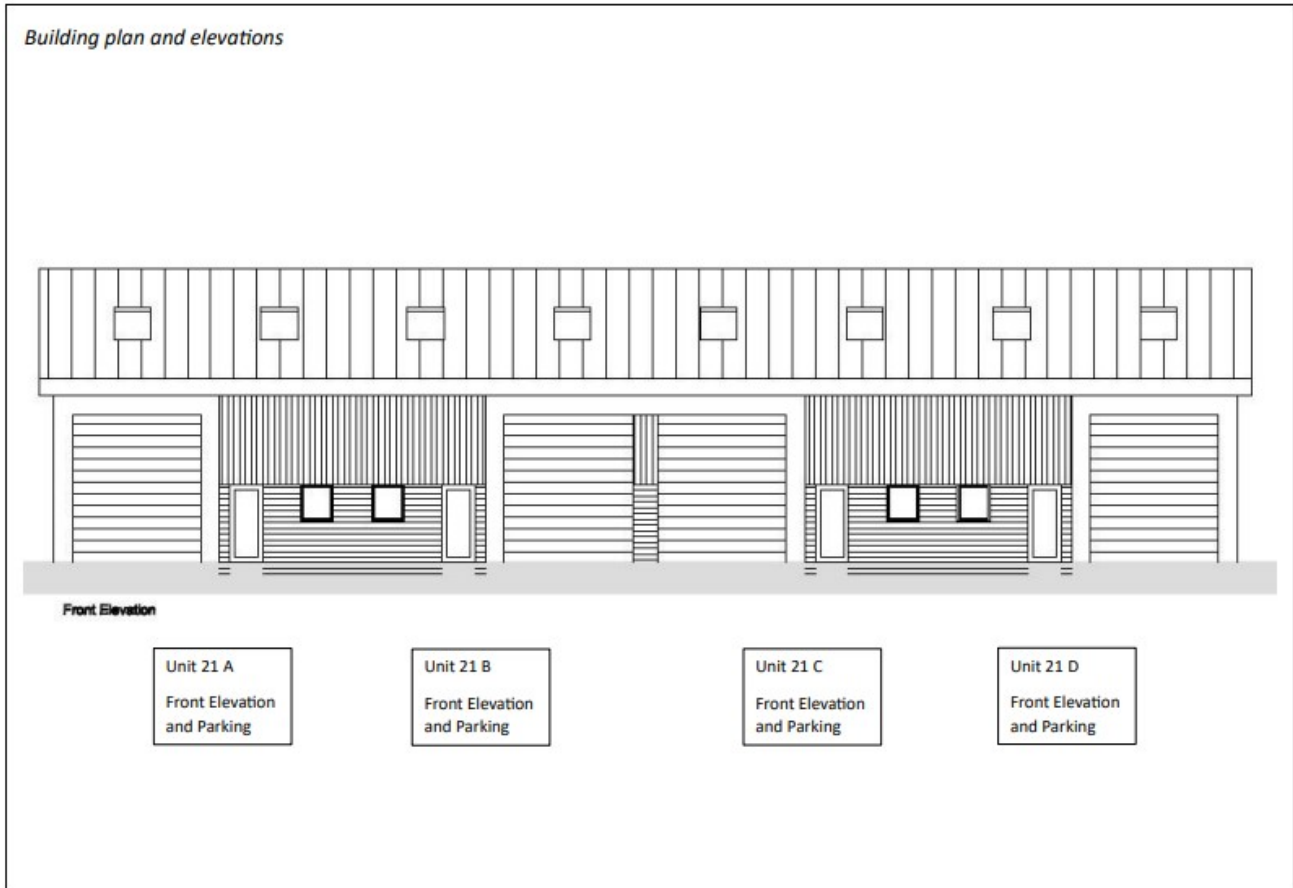 Building plan and elevations
Front Elevation
Unit 21 A
Front Elevation
and Parking
Unit 21 B
Front Elevation
and Parking
Unit 21 C
Front Elevation
and Parking
Unit 21 D
Front Elevation
and Parking